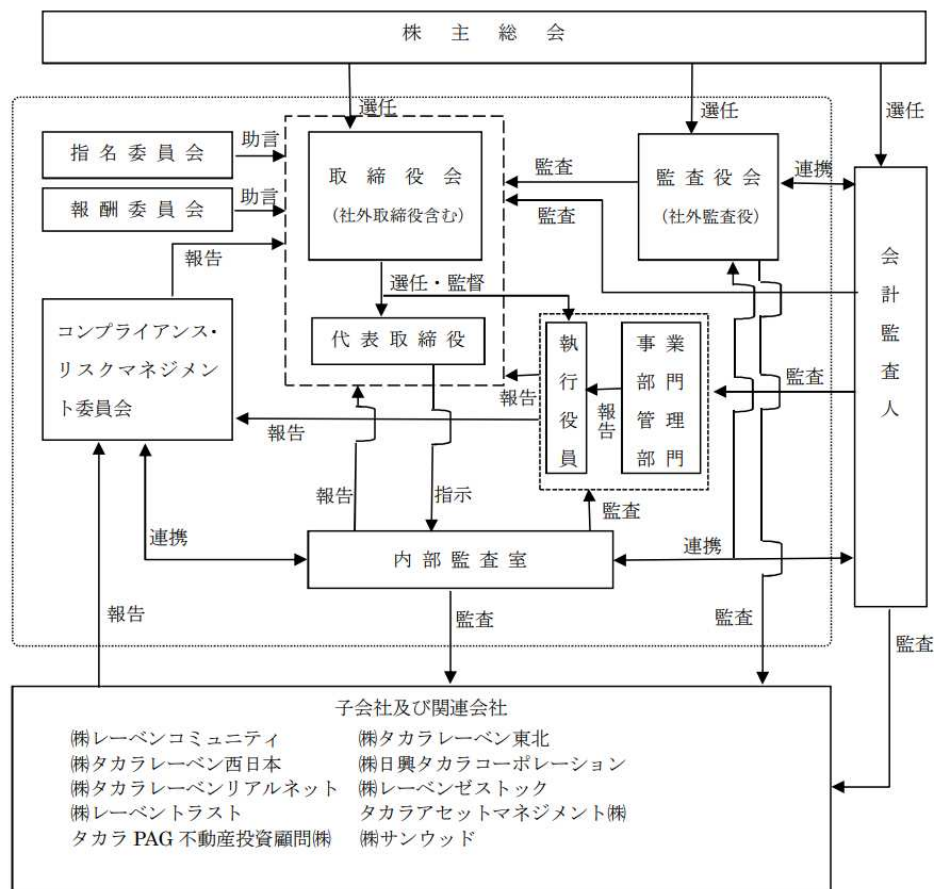 株主総会
選任
選任
選任
指名委員会
助言
報酬委員会
助言
取締役会
(社外取締役含む)
監査
監査
監査役会
(社外監査役)
連携
会計監査人
報告
選任・監督
代表取締役
コンプライアンス・
リスクマネジメン
ト委員会
執行役員
報告
事業部門管理部門
監査
報告
報告
報告
指示
監査
連携
内部監査室
連携
報告
監査
監査
監査
子会社及び関連会社
㈱レーベンコミュニティ ㈱タカラレーベン東北
㈱タカラレーベン西日本 ㈱日興タカラコーポレーション
㈱タカラレーベンリアルネット ㈱レーベンゼストック
㈱レーベントラスト タカラアセットマネジメント㈱
タカラ PAG 不動産投資顧問㈱ ㈱サンウッド